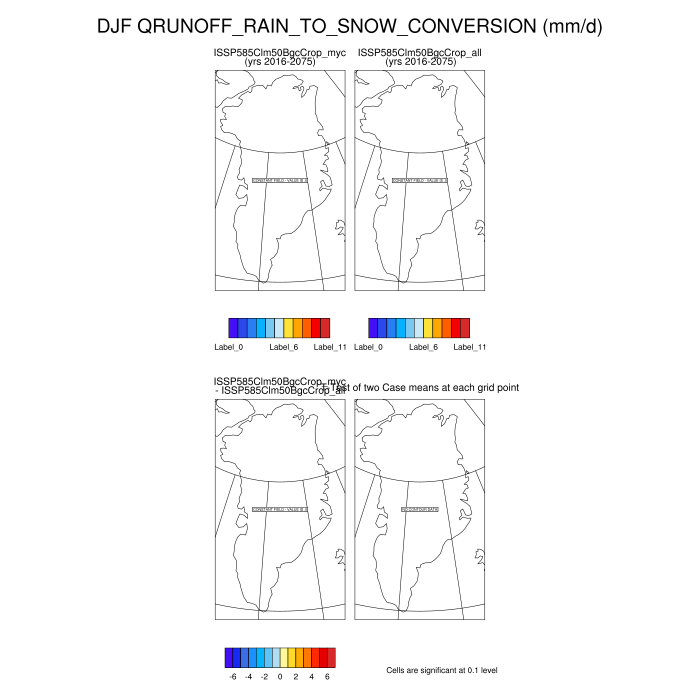 DJF QRUNOFF_RAIN_TO_SNOW_CONVERSION (mm/d)
ISSP585Clm50BgcCrop_myc
(yrs 2016-2075)
ISSP585Clm50BgcCrop_all
(yrs 2016-2075)
CONSTANT FIELD - VALUE IS 0
CONSTANT FIELD - VALUE IS 0
Label_0 Label_6 Label_11
Label_0 Label_6 Label_11
ISSP585Clm50BgcCrop_myc
- ISSP585Clm50BgcCrop_all
T-Test of two Case means at each grid point
CONSTANT FIELD - VALUE IS 0
NO CONTOUR DATA
-6 -4 -2 0 2 4 6
Cells are significant at 0.1 level